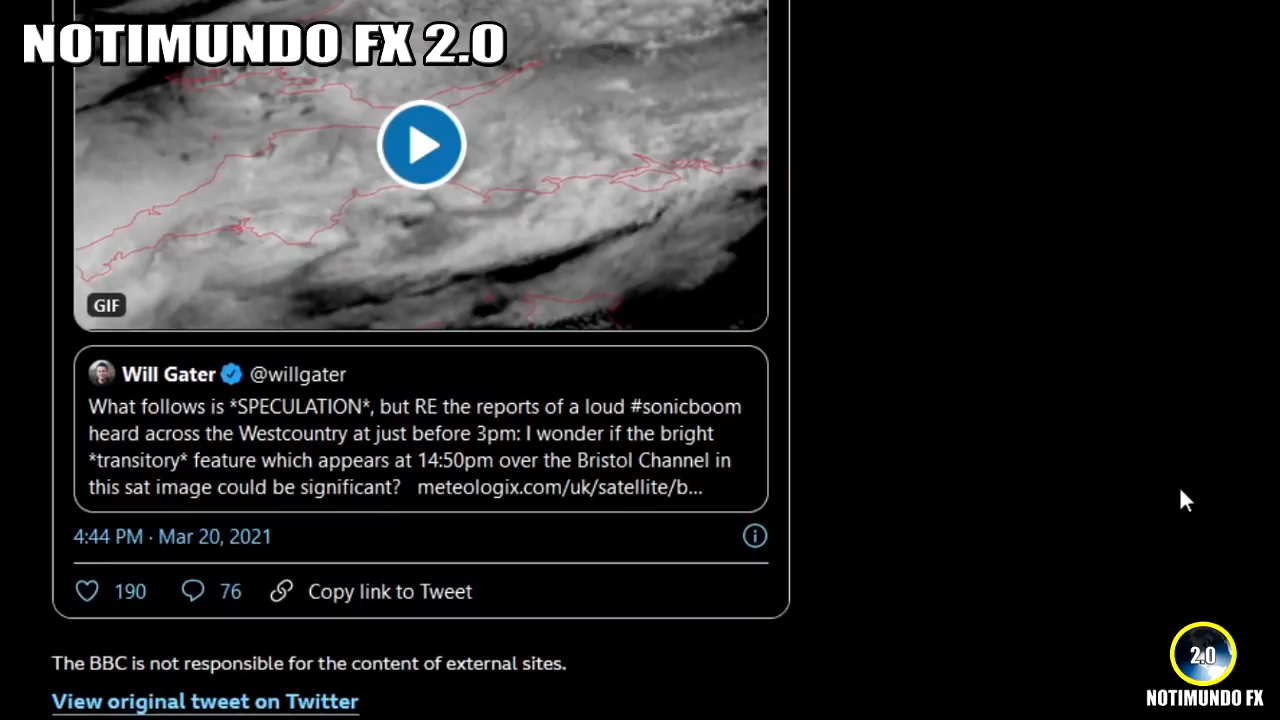 NOTIMUNDO FX 2.0
GIF
Will Gater @willgater
What follows is *SPECULATION*, but RE the reports of a loud #sonicboom
heard across the Westcountry at just before 3pm: I wonder if the bright
*transitory* feature which appears at 14:50pm over the Bristol Channel in
this sat image could be significant? meteologix.com/uk/satellite/b...
4:44 PM · Mar 20, 2021
190 76 Copy link to Tweet
The BBC is not responsible for the content of external sites.
View original tweet on Twitter
2.0
NOTIMUNDO FX